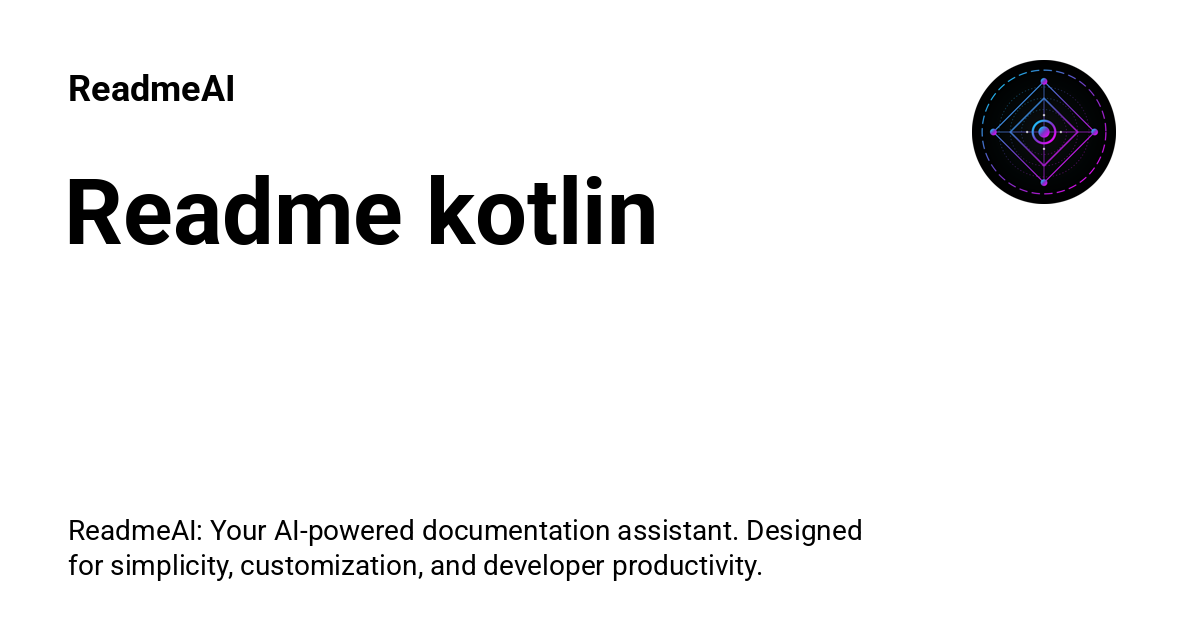 ReadmeAI
Readme kotlin
ReadmeAI: Your AI-powered documentation assistant. Designed
for simplicity, customization, and developer productivity.